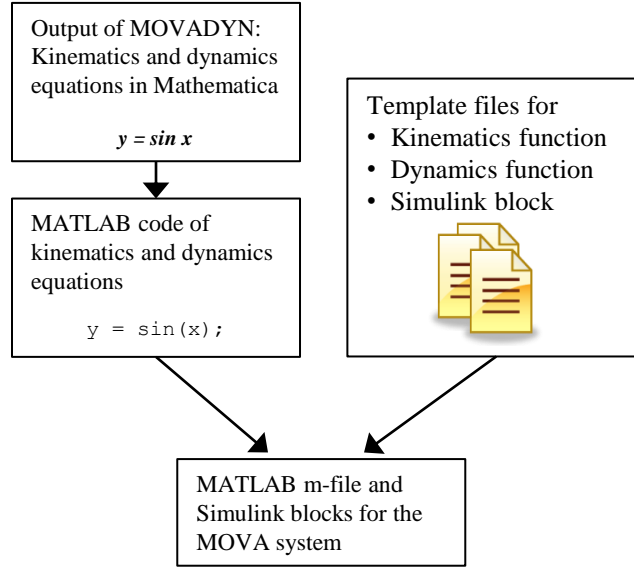 Output of MOVADYN:
Kinematics and dynamics
equations in Mathematica
y = sin x
MATLAB code of
kinematics and dynamics
equations
y = sin(x);
Template files for
• Kinematics function
• Dynamics function
• Simulink block
MATLAB m-file and
Simulink blocks for the
MOVA system